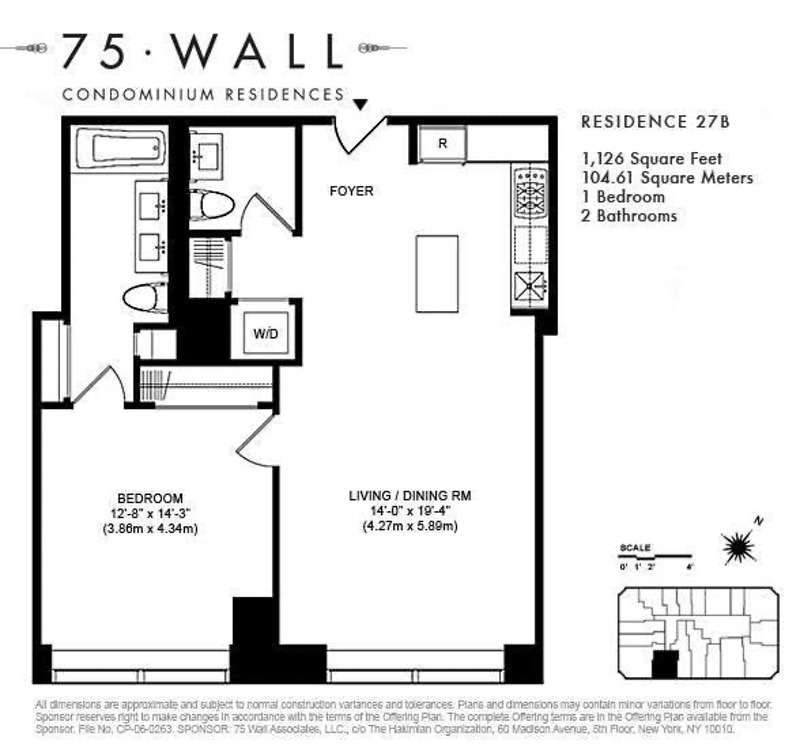 75 · WALL
CONDOMINIUM RESIDENCES
RESIDENCE 27B
1,126 Square Feet
104.61 Square Meters
1 Bedroom
2 Bathrooms
R
FOYER
W/D
BEDROOM
12'-8" x 14'-3"
(3.86m x 4.34m)
LIVING / DINING RM
14'-0" x 19'-4"
(4.27m x 5.89m)
N
SCALE
0' 1' 2' 4'
All dimensions are approximate and subject to normal construction variances and tolerances. Plans and dimensions may contain minor variations from floor to floor.
Sponsor reserves right to make changes in accordance with the terms of the Offering Plan. The complete Offering terms are in the Offering Plan available from the
Sponsor. File No. CP-06-0263. SPONSOR: 75 Wall Associates, LLC., c/o The Hakimian Organization, 60 Madison Avenue, 5th Floor, New York, NY 10010.